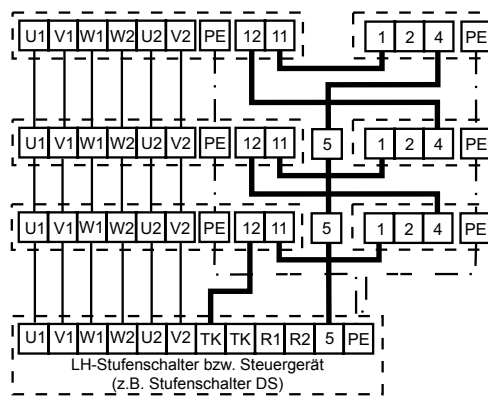 U1 V1 W1 W2 U2 V2 PE 12 11 1 2 4 PE
U1 V1 W1 W2 U2 V2 PE 12 11 5 1 2 4 PE
U1 V1 W1 W2 U2 V2 PE 12 11 5 1 2 4 PE
U1 V1 W1 W2 U2 V2 TK TK R1 R2 5 PE
LH-Stufenschalter bzw. Steuergerät
(z.B. Stufenschalter DS)